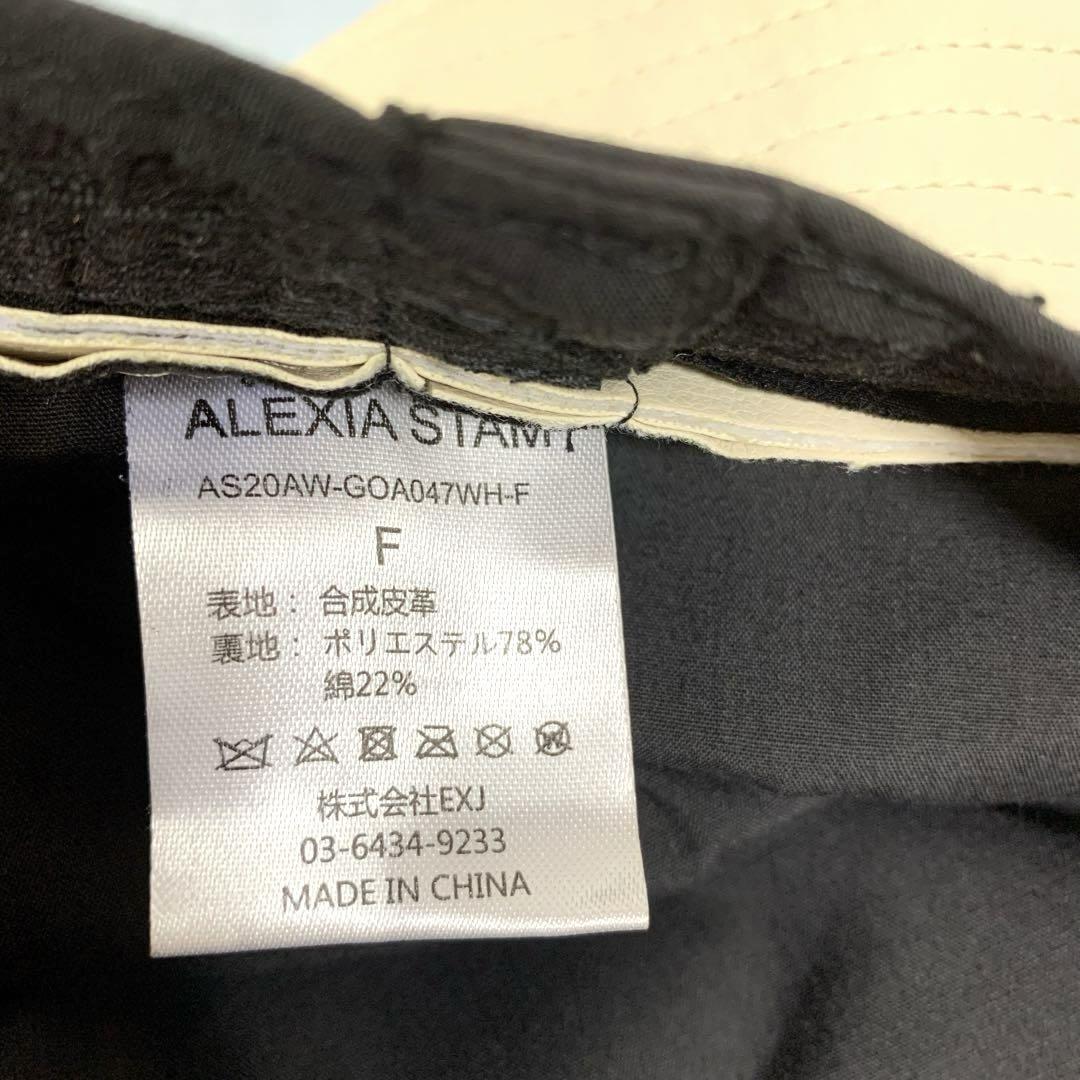 ALEXIA STAM
AS20AW-GOA047WH-F
F
表地： 合成皮革
裏地： ポリエステル78%
綿22%
株式会社EXJ
03-6434-9233
MADE IN CHINA